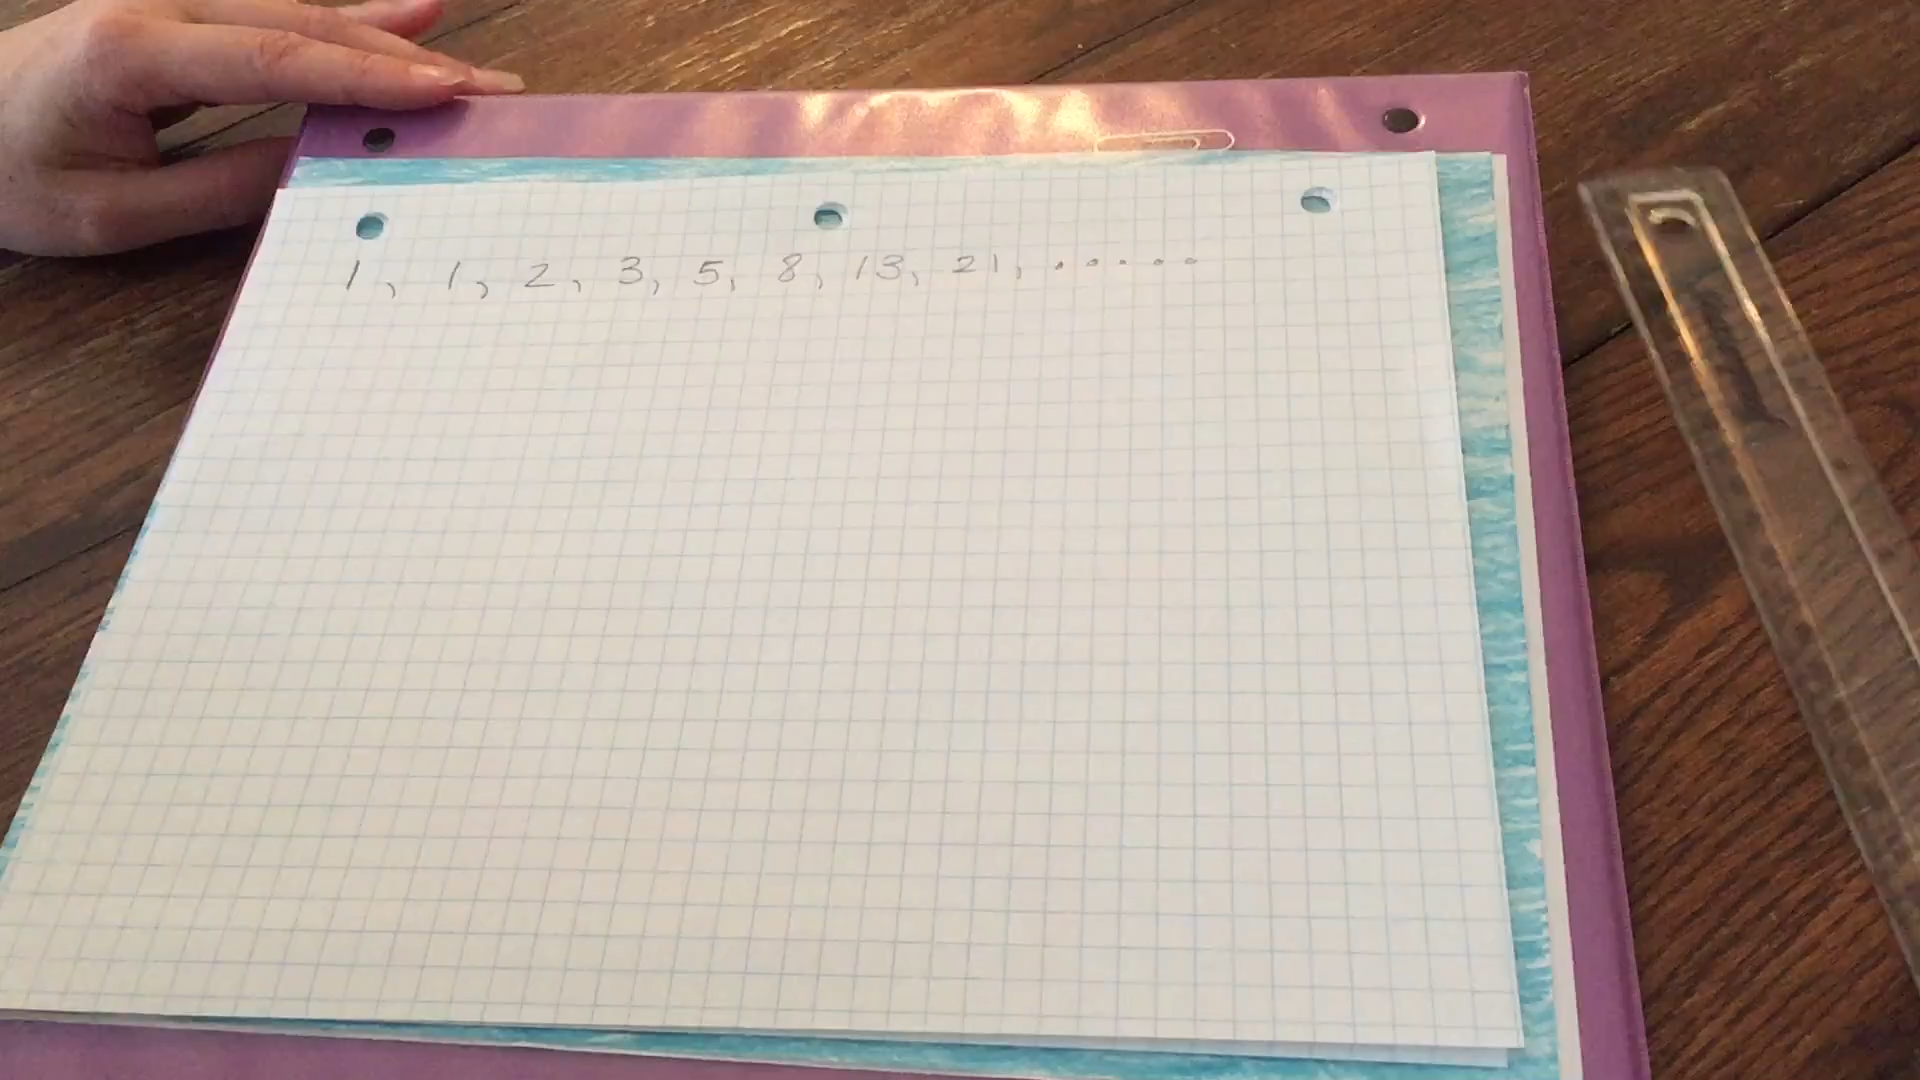 1, 1, 2, 3, 5, 8, 13, 21, .....